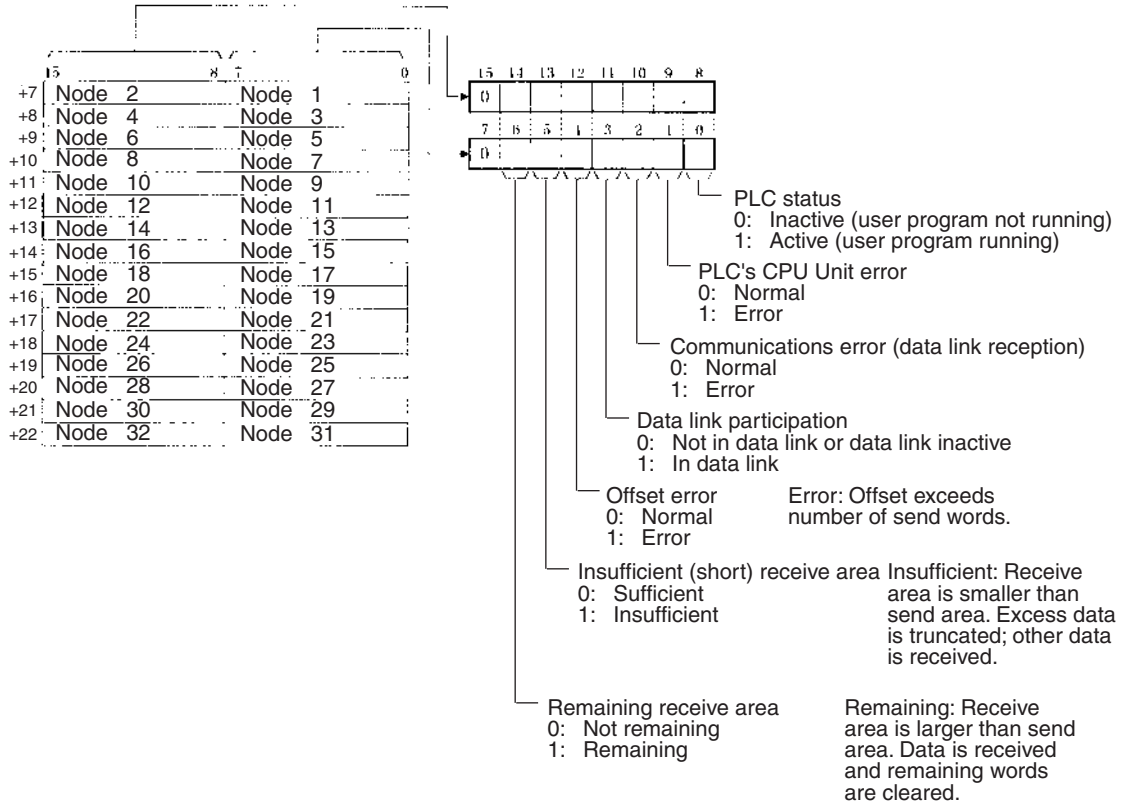 15 8 7 0
+7 Node 2 Node 1
+8 Node 4 Node 3
+9 Node 6 Node 5
+10 Node 8 Node 7
+11 Node 10 Node 9
+12 Node 12 Node 11
+13 Node 14 Node 13
+14 Node 16 Node 15
+15 Node 18 Node 17
+16 Node 20 Node 19
+17 Node 22 Node 21
+18 Node 24 Node 23
+19 Node 26 Node 25
+20 Node 28 Node 27
+21 Node 30 Node 29
+22 Node 32 Node 31
15 14 13 12 11 10 9 8
0
7 6 5 4 3 2 1 0
0
PLC status
0: Inactive (user program not running)
1: Active (user program running)
PLC's CPU Unit error
0: Normal
1: Error
Communications error (data link reception)
0: Normal
1: Error
Data link participation
0: Not in data link or data link inactive
1: In data link
Offset error
0: Normal
1: Error
Error: Offset exceeds
number of send words.
Insufficient (short) receive area
0: Sufficient
1: Insufficient
Insufficient: Receive
area is smaller than
send area. Excess data
is truncated; other data
is received.
Remaining receive area
0: Not remaining
1: Remaining
Remaining: Receive
area is larger than send
area. Data is received
and remaining words
are cleared.